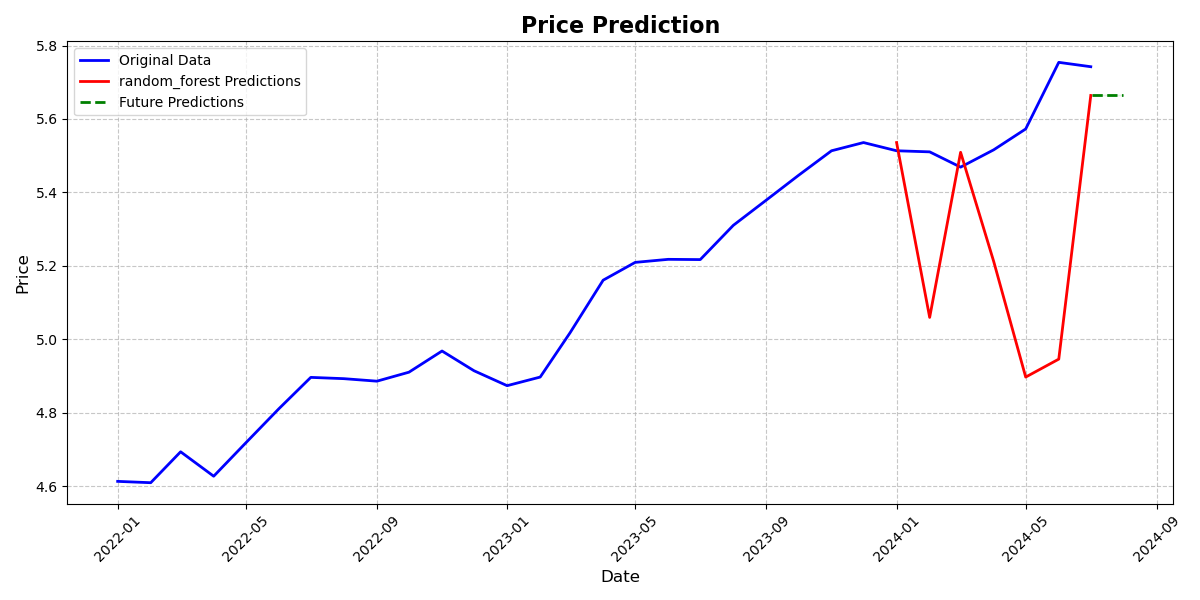 Price Prediction
Original Data
random_forest Predictions
Future Predictions
Price
5.8
5.6
5.4
5.2
5.0
4.8
4.6
2022-01
2022-05
2022-09
2023-01
2023-05
2023-09
2024-01
2024-05
2024-09
Date